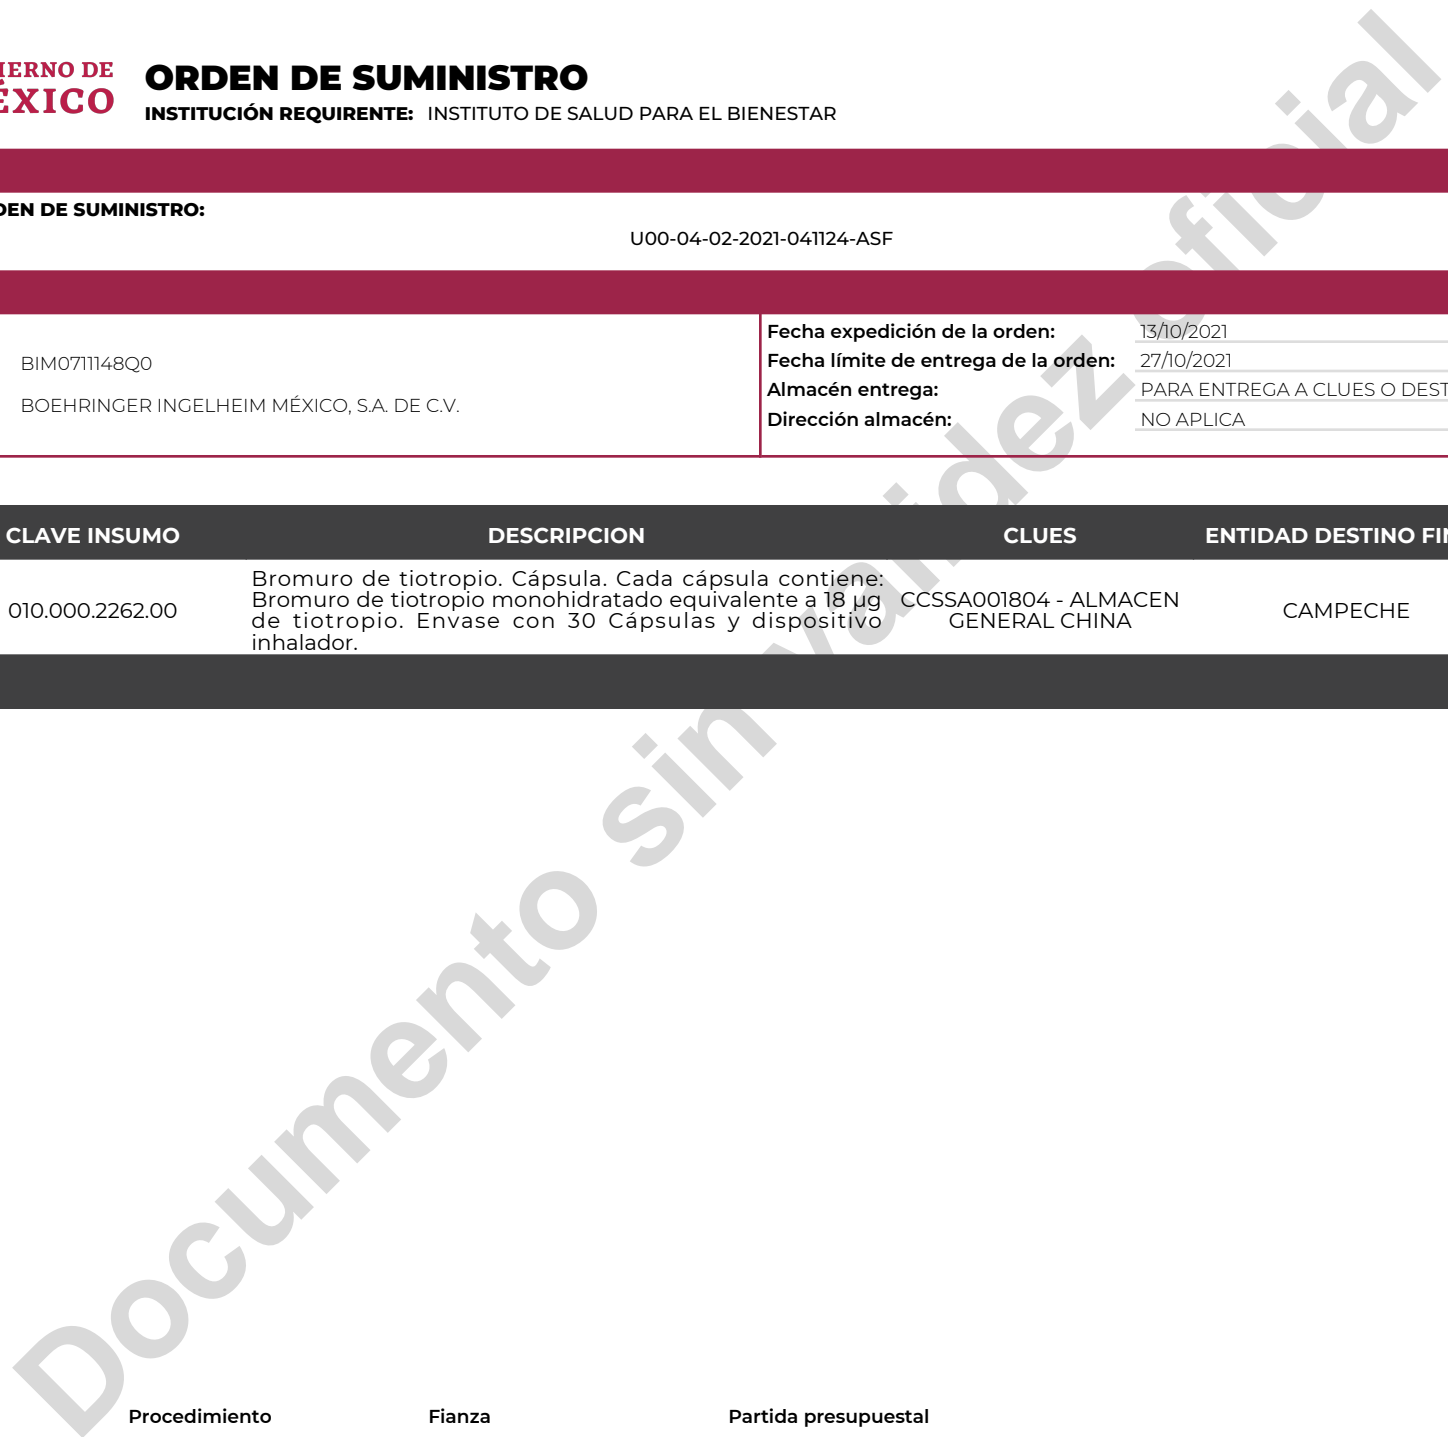 IERNO DE
ÉXICO
ORDEN DE SUMINISTRO
INSTITUCIÓN REQUIRENTE: INSTITUTO DE SALUD PARA EL BIENESTAR
DEN DE SUMINISTRO:
U00-04-02-2021-041124-ASF
BIM0711148Q0
BOEHRINGER INGELHEIM MÉXICO, S.A. DE C.V.
Fecha expedición de la orden: 13/10/2021
Fecha límite de entrega de la orden: 27/10/2021
Almacén entrega: PARA ENTREGA A CLUES O DEST
Dirección almacén: NO APLICA
CLAVE INSUMO DESCRIPCION CLUES ENTIDAD DESTINO FIN
010.000.2262.00
Bromuro de tiotropio. Cápsula. Cada cápsula contiene:
Bromuro de tiotropio monohidratado equivalente a 18 µg
de tiotropio. Envase con 30 Cápsulas y dispositivo
inhalador.
CCSSA001804 - ALMACEN
GENERAL CHINA
CAMPECHE
Documento sin validez oficial
Procedimiento Fianza Partida presupuestal